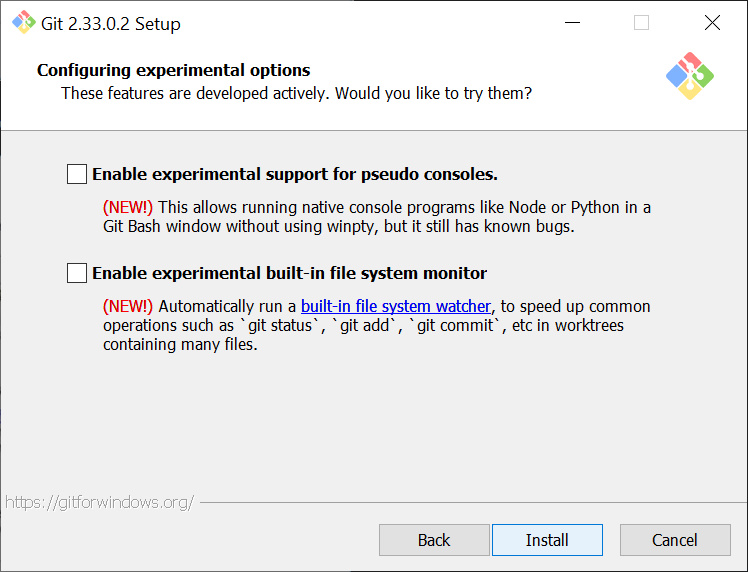 Git 2.33.0.2 Setup
Configuring experimental options
These features are developed actively. Would you like to try them?
Enable experimental support for pseudo consoles.
(NEW!) This allows running native console programs like Node or Python in a
Git Bash window without using winpty, but it still has known bugs.
Enable experimental built-in file system monitor
(NEW!) Automatically run a built-in file system watcher, to speed up common
operations such as `git status`, `git add`, `git commit`, etc in worktrees
containing many files.
https://gitforwindows.org/
Back
Install
Cancel